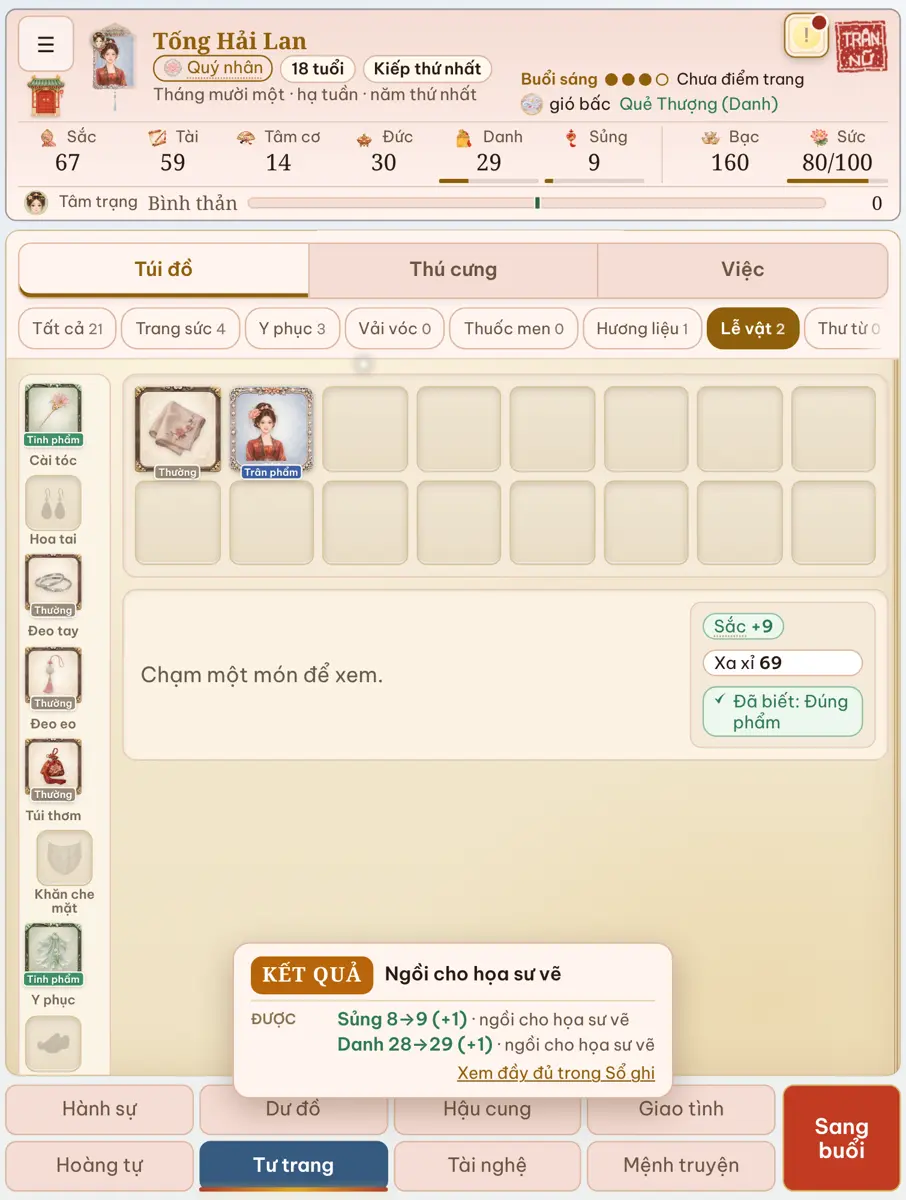 Tống Hải Lan
Quý nhân 18 tuổi Kiếp thứ nhất
Tháng mười một · hạ tuần · năm thứ nhất
Buổi sáng Chưa điểm trang
gió bấc Quẻ Thượng (Danh)
!
TRÂN NỮ
Sắc Tài Tâm cơ Đức Danh Sủng Bạc Sức
67 59 14 30 29 9 160 80/100
Tâm trạng Bình thản 0
Túi đồ Thú cưng Việc
Tất cả 21 Trang sức 4 Y phục 3 Vải vóc 0 Thuốc men 0 Hương liệu 1 Lễ vật 2 Thư từ 0
Tinh phẩm
Cài tóc
Hoa tai
Thường
Đeo tay
Thường
Đeo eo
Thường
Túi thơm
Khăn che
mặt
Tinh phẩm
Y phục
Thường Trân phẩm
Chạm một món để xem.
Sắc +9
Xa xỉ 69
Đã biết: Đúng
phẩm
KẾT QUẢ Ngồi cho họa sư vẽ
ĐƯỢC Sủng 8→9 (+1) · ngồi cho họa sư vẽ
Danh 28→29 (+1) · ngồi cho họa sư vẽ
Xem đầy đủ trong Sổ ghi
Hành sự Dư đồ Hậu cung Giao tình
Hoàng tự Tư trang Tài nghệ Mệnh truyện
Sang
buổi